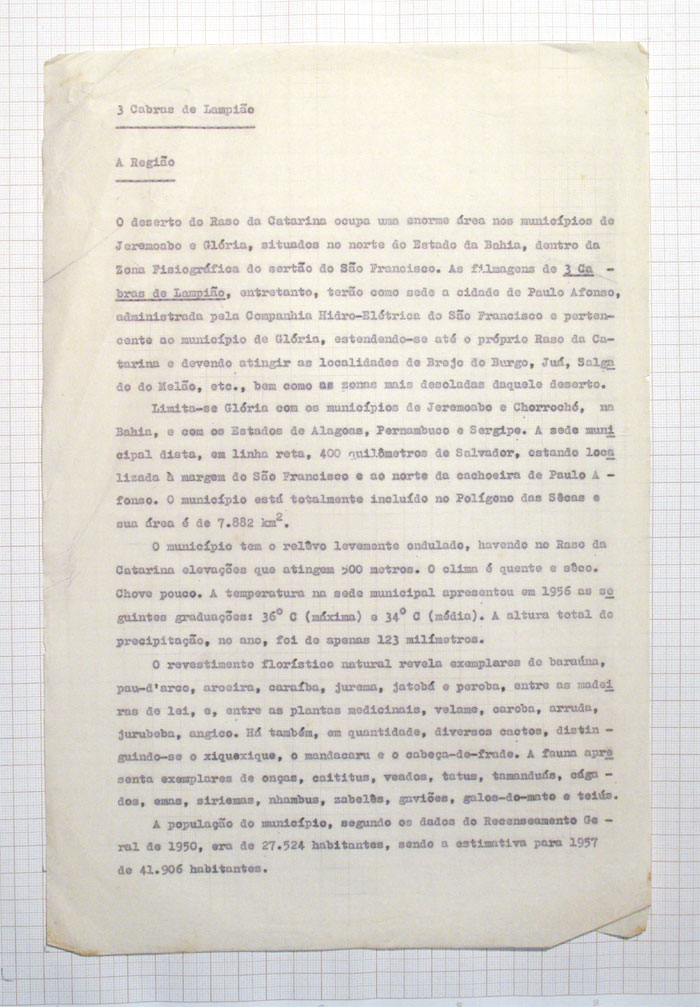 3 Cabras de Lampião
A Região
O deserto do Raso da Catarina ocupa uma enorme área nos municípios de
Jeremoabo e Glória, situados no norte do Estado da Bahia, dentro da
Zona Fisiográfica do sertão do São Francisco. As filmagens de 3 Ca -
bras de Lampião, entretanto, terão como sede a cidade de Paulo Afonso,
administrada pela Companhia Hidro-Elétrica do São Francisco e perten-
cente ao município de Glória, estendendo-se até o próprio Raso da Ca-
tarina e devendo atingir as localidades de Brejo do Burgo, Juá, Salga
do do Melão, etc., bem como as zonas mais desoladas daquele deserto.
Limita-se Glória com os municípios de Jeremoabo e Chorrochó, na
Bahia, e com os Estados de Alagoas, Pernambuco e Sergipe. A sede muni
cipal dista, em linha reta, 400 quilômetros de Salvador, estando loca
lizada à margem do São Francisco e ao norte da cachoeira de Paulo A -
fonso. O município está totalmente incluído no Polígono das Sêcas e
sua área é de 7.882 km².
O município tem o relêvo levemente ondulado, havendo no Raso da
Catarina elevações que atingem 500 metros. O clima é quente e sêco.
Chove pouco. A temperatura na sede municipal apresentou em 1956 as se
guintes graduações: 36º C (máxima) e 34º C (média). A altura total de
precipitação, no ano, foi de apenas 123 milímetros.
O revestimento florístico natural revela exemplares de baraúna,
pau-d'arco, aroeira, caraíba, jurema, jatobá e peroba, entre as madei
ras de lei, e, entre as plantas medicinais, velame, caroba, arruda,
jurubeba, angico. Há também, em quantidade, diversos cactos, distin -
guindo-se o xiquexique, o mandacaru e o cabeça-de-frade. A fauna apre
senta exemplares de onças, caititus, veados, tatus, tamanduás, cága -
dos, emas, siriemas, nhambus, zabelês, gaviões, galos-do-mato e teiús.
A população do município, segundo os dados do Recenseamento Ge -
ral de 1950, era de 27.524 habitantes, sendo a estimativa para 1957
de 41.906 habitantes.